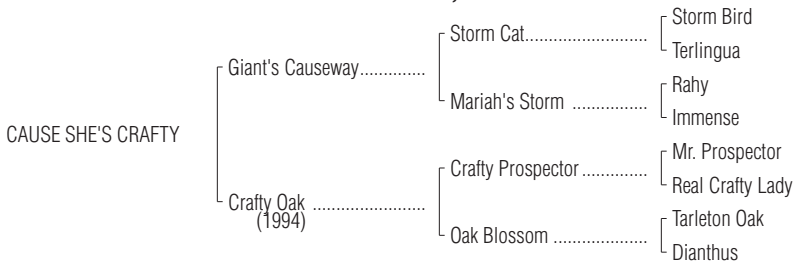 Storm Bird
Storm Cat........................
Terlingua
Giant's Causeway.............
Rahy
Mariah's Storm ...............
Immense
CAUSE SHE'S CRAFTY
Mr. Prospector
Crafty Prospector .............
Real Crafty Lady
Crafty Oak ......................
(1994)
Tarleton Oak
Oak Blossom ...................
Dianthus